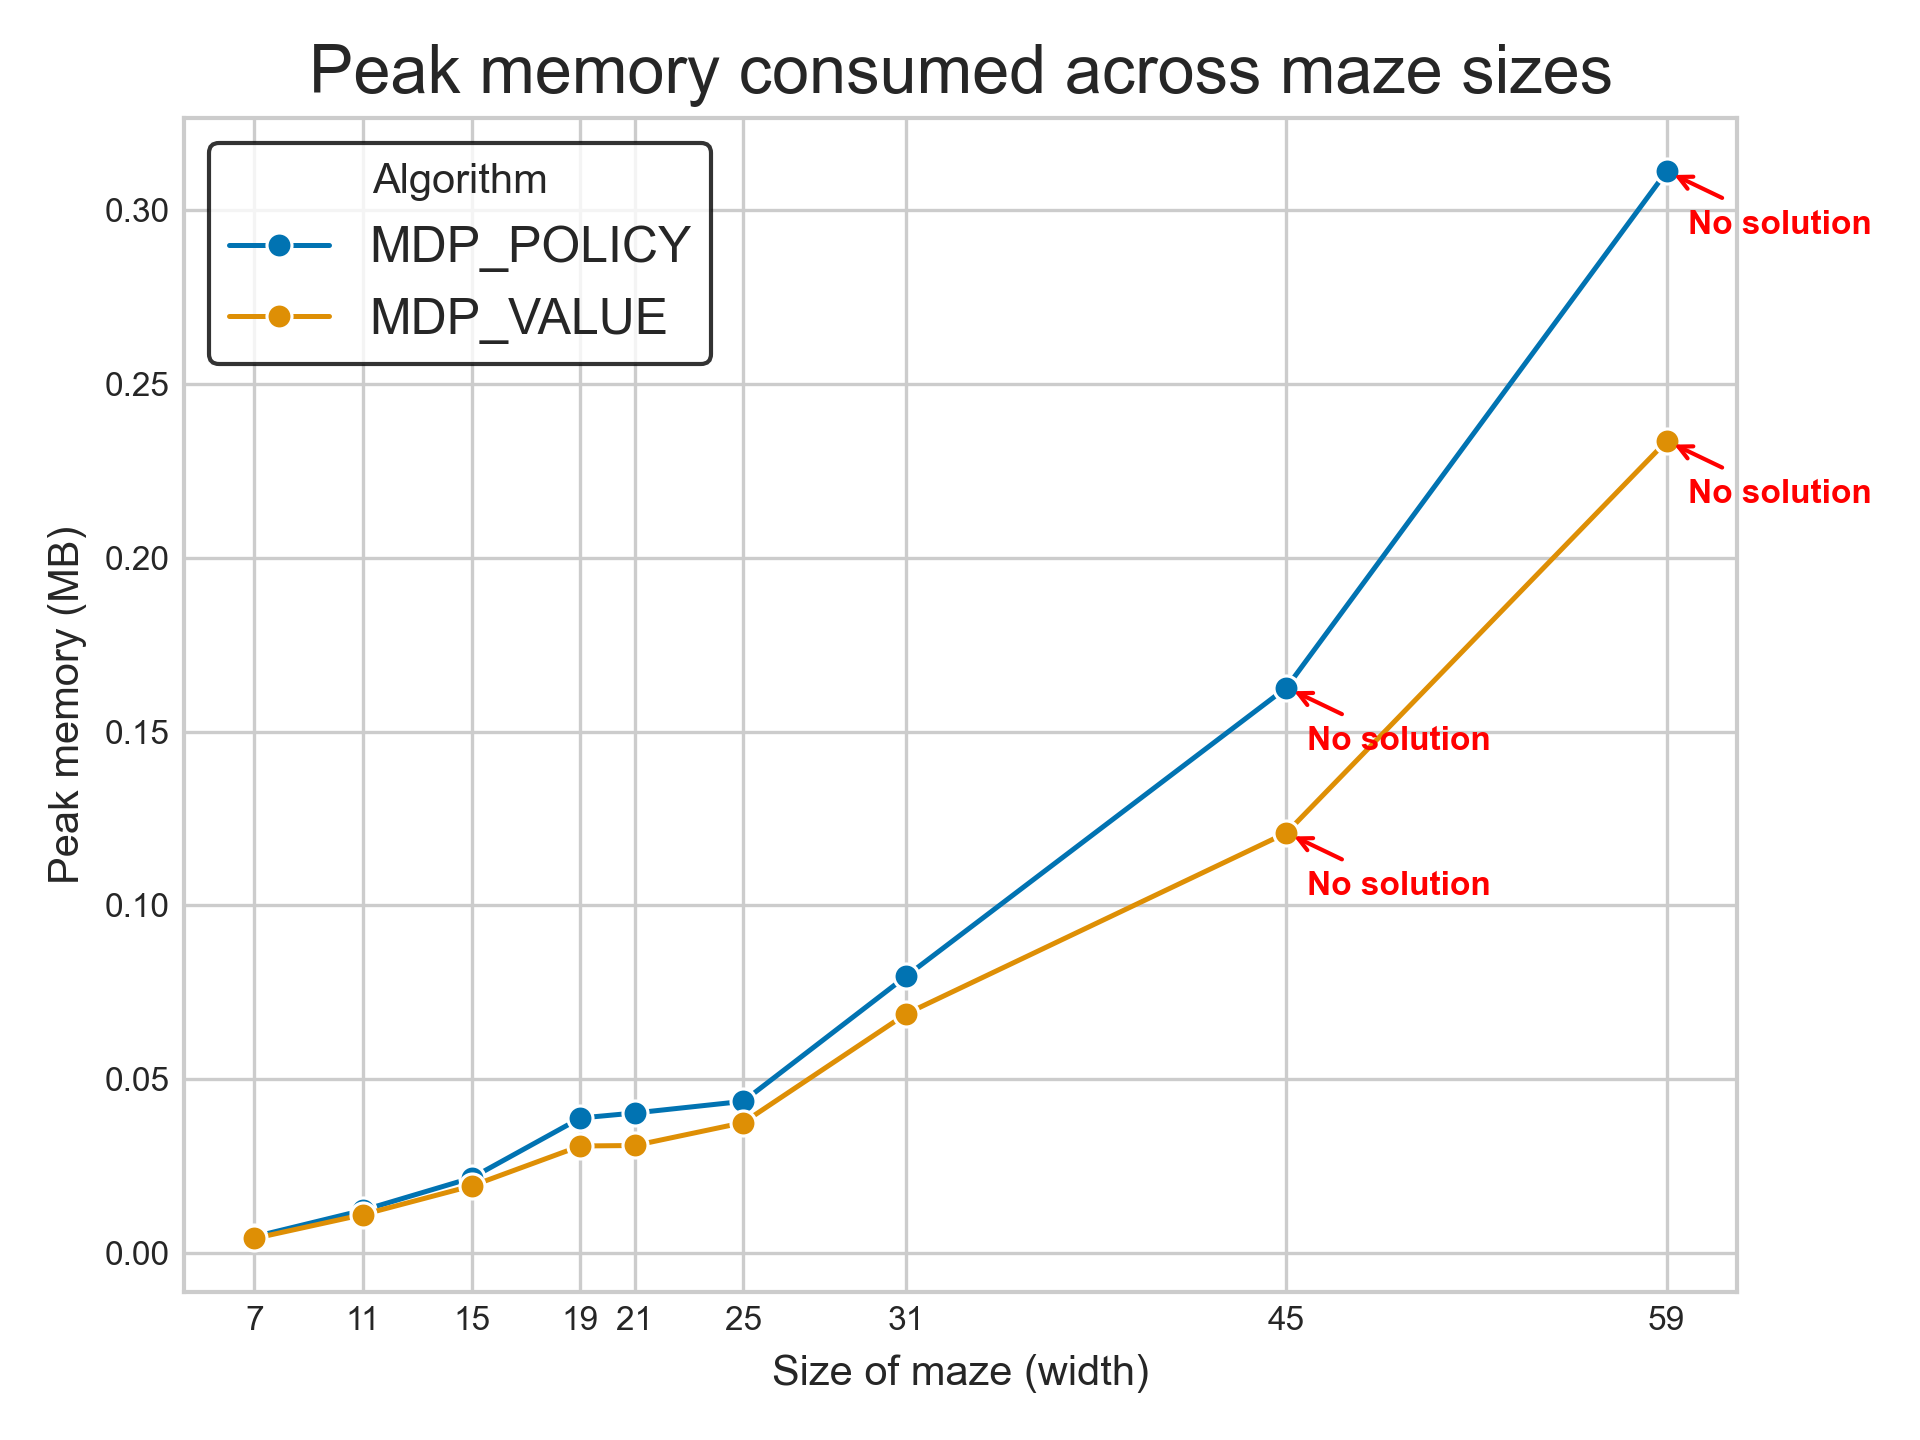 Peak memory consumed across maze sizes
Algorithm
MDP_POLICY
MDP_VALUE
Peak memory (MB)
0.30
0.25
0.20
0.15
0.10
0.05
0.00
No solution
No solution
No solution
No solution
7 11 15 19 21 25 31 45 59
Size of maze (width)